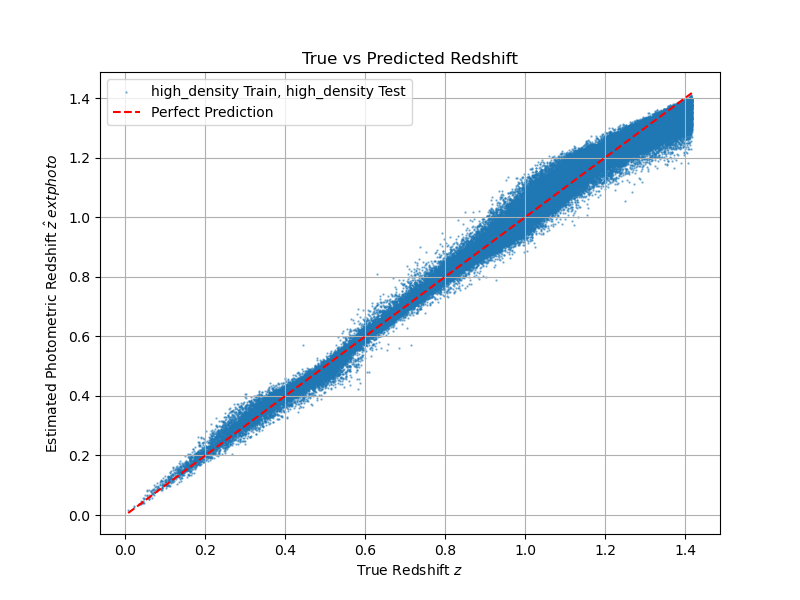 True vs Predicted Redshift
high_density Train, high_density Test
Perfect Prediction
Estimated Photometric Redshift ẑ extphoto
1.4
1.2
1.0
0.8
0.6
0.4
0.2
0.0
0.0 0.2 0.4 0.6 0.8 1.0 1.2 1.4
True Redshift z